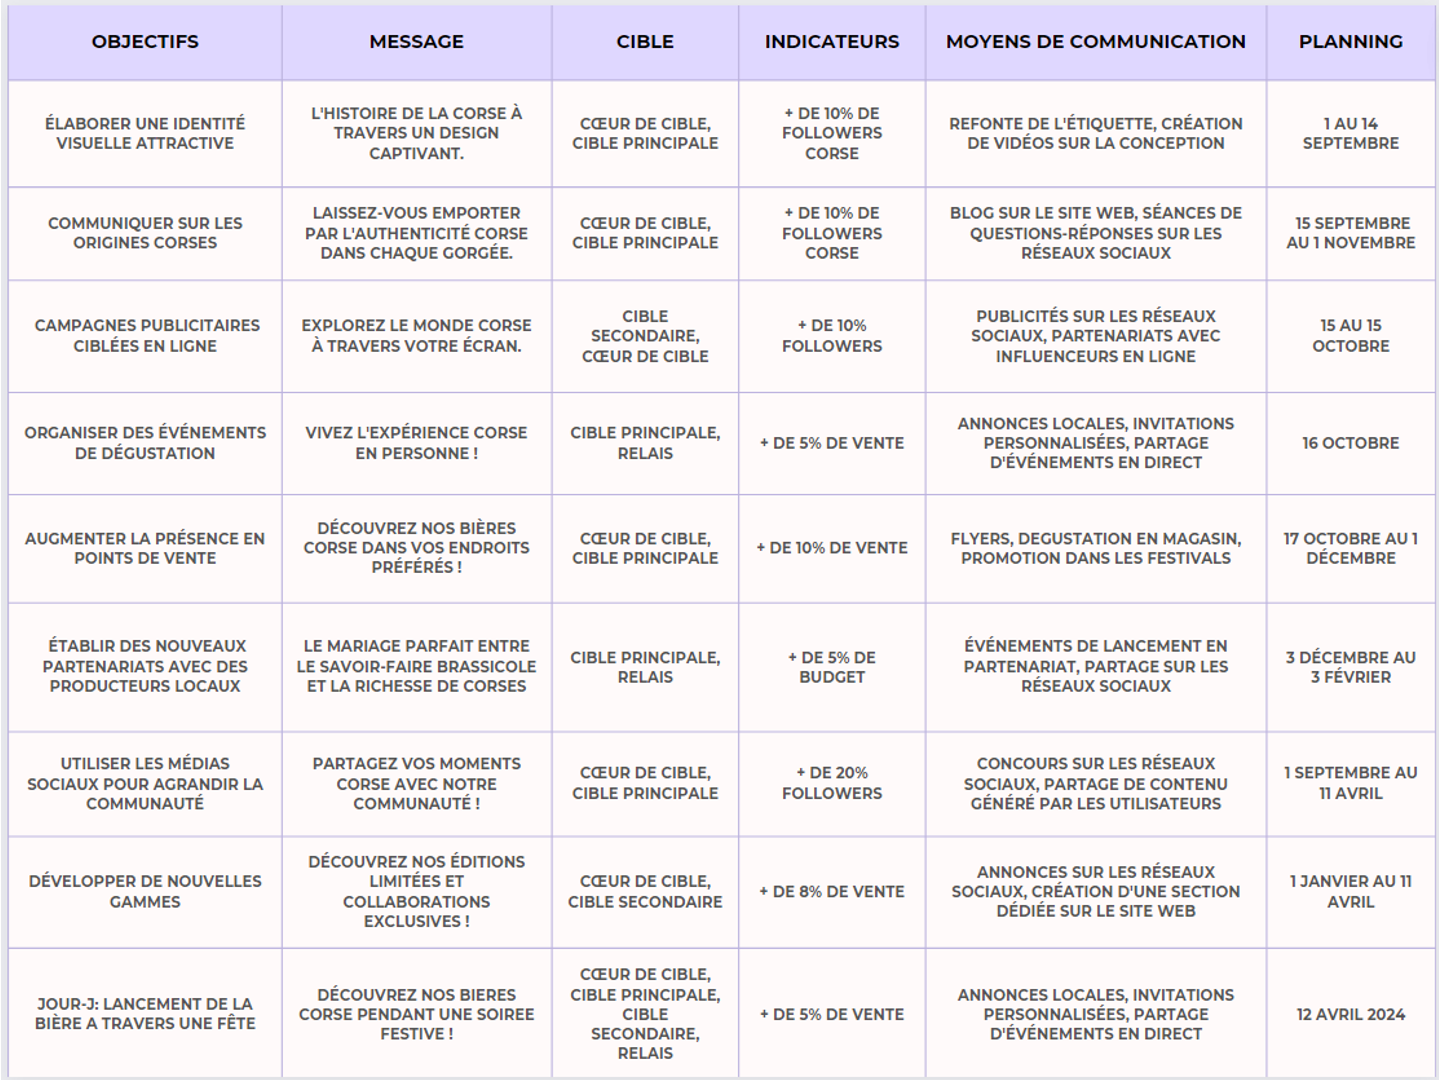 OBJECTIFS
MESSAGE
CIBLE
INDICATEURS
MOYENS DE COMMUNICATION
PLANNING
ÉLABORER UNE IDENTITÉ
VISUELLE ATTRACTIVE
L'HISTOIRE DE LA CORSE À
TRAVERS UN DESIGN
CAPTIVANT.
CŒUR DE CIBLE,
CIBLE PRINCIPALE
+ DE 10% DE
FOLLOWERS
CORSE
REFONTE DE L'ÉTIQUETTE, CRÉATION
DE VIDÉOS SUR LA CONCEPTION
1 AU 14
SEPTEMBRE
COMMUNIQUER SUR LES
ORIGINES CORSES
LAISSEZ-VOUS EMPORTER
PAR L'AUTHENTICITÉ CORSE
DANS CHAQUE GORGÉE.
CŒUR DE CIBLE,
CIBLE PRINCIPALE
+ DE 10% DE
FOLLOWERS
CORSE
BLOG SUR LE SITE WEB, SÉANCES DE
QUESTIONS-RÉPONSES SUR LES
RÉSEAUX SOCIAUX
15 SEPTEMBRE
AU 1 NOVEMBRE
CAMPAGNES PUBLICITAIRES
CIBLÉES EN LIGNE
EXPLOREZ LE MONDE CORSE
À TRAVERS VOTRE ÉCRAN.
CIBLE
SECONDAIRE,
CŒUR DE CIBLE
+ DE 10%
FOLLOWERS
PUBLICITÉS SUR LES RÉSEAUX
SOCIAUX, PARTENARIATS AVEC
INFLUENCEURS EN LIGNE
15 AU 15
OCTOBRE
ORGANISER DES ÉVÉNEMENTS
DE DÉGUSTATION
VIVEZ L'EXPÉRIENCE CORSE
EN PERSONNE !
CIBLE PRINCIPALE,
RELAIS
+ DE 5% DE VENTE
ANNONCES LOCALES, INVITATIONS
PERSONNALISÉES, PARTAGE
D'ÉVÉNEMENTS EN DIRECT
16 OCTOBRE
AUGMENTER LA PRÉSENCE EN
POINTS DE VENTE
DÉCOUVREZ NOS BIÈRES
CORSE DANS VOS ENDROITS
PRÉFÉRÉS !
CŒUR DE CIBLE,
CIBLE PRINCIPALE
+ DE 10% DE VENTE
FLYERS, DEGUSTATION EN MAGASIN,
PROMOTION DANS LES FESTIVALS
17 OCTOBRE AU 1
DÉCEMBRE
ÉTABLIR DES NOUVEAUX
PARTENARIATS AVEC DES
PRODUCTEURS LOCAUX
LE MARIAGE PARFAIT ENTRE
LE SAVOIR-FAIRE BRASSICOLE
ET LA RICHESSE DE CORSES
CIBLE PRINCIPALE,
RELAIS
+ DE 5% DE
BUDGET
ÉVÉNEMENTS DE LANCEMENT EN
PARTENARIAT, PARTAGE SUR LES
RÉSEAUX SOCIAUX
3 DÉCEMBRE AU
3 FÉVRIER
UTILISER LES MÉDIAS
SOCIAUX POUR AGRANDIR LA
COMMUNAUTÉ
PARTAGEZ VOS MOMENTS
CORSE AVEC NOTRE
COMMUNAUTÉ !
CŒUR DE CIBLE,
CIBLE PRINCIPALE
+ DE 20%
FOLLOWERS
CONCOURS SUR LES RÉSEAUX
SOCIAUX, PARTAGE DE CONTENU
GÉNÉRÉ PAR LES UTILISATEURS
1 SEPTEMBRE AU
11 AVRIL
DÉVELOPPER DE NOUVELLES
GAMMES
DÉCOUVREZ NOS ÉDITIONS
LIMITÉES ET
COLLABORATIONS
EXCLUSIVES !
CŒUR DE CIBLE,
CIBLE SECONDAIRE
+ DE 8% DE VENTE
ANNONCES SUR LES RÉSEAUX
SOCIAUX, CRÉATION D'UNE SECTION
DÉDIÉE SUR LE SITE WEB
1 JANVIER AU 11
AVRIL
JOUR-J: LANCEMENT DE LA
BIÈRE A TRAVERS UNE FÊTE
DÉCOUVREZ NOS BIERES
CORSE PENDANT UNE SOIREE
FESTIVE !
CŒUR DE CIBLE,
CIBLE PRINCIPALE,
CIBLE
SECONDAIRE,
RELAIS
+ DE 5% DE VENTE
ANNONCES LOCALES, INVITATIONS
PERSONNALISÉES, PARTAGE
D'ÉVÉNEMENTS EN DIRECT
12 AVRIL 2024